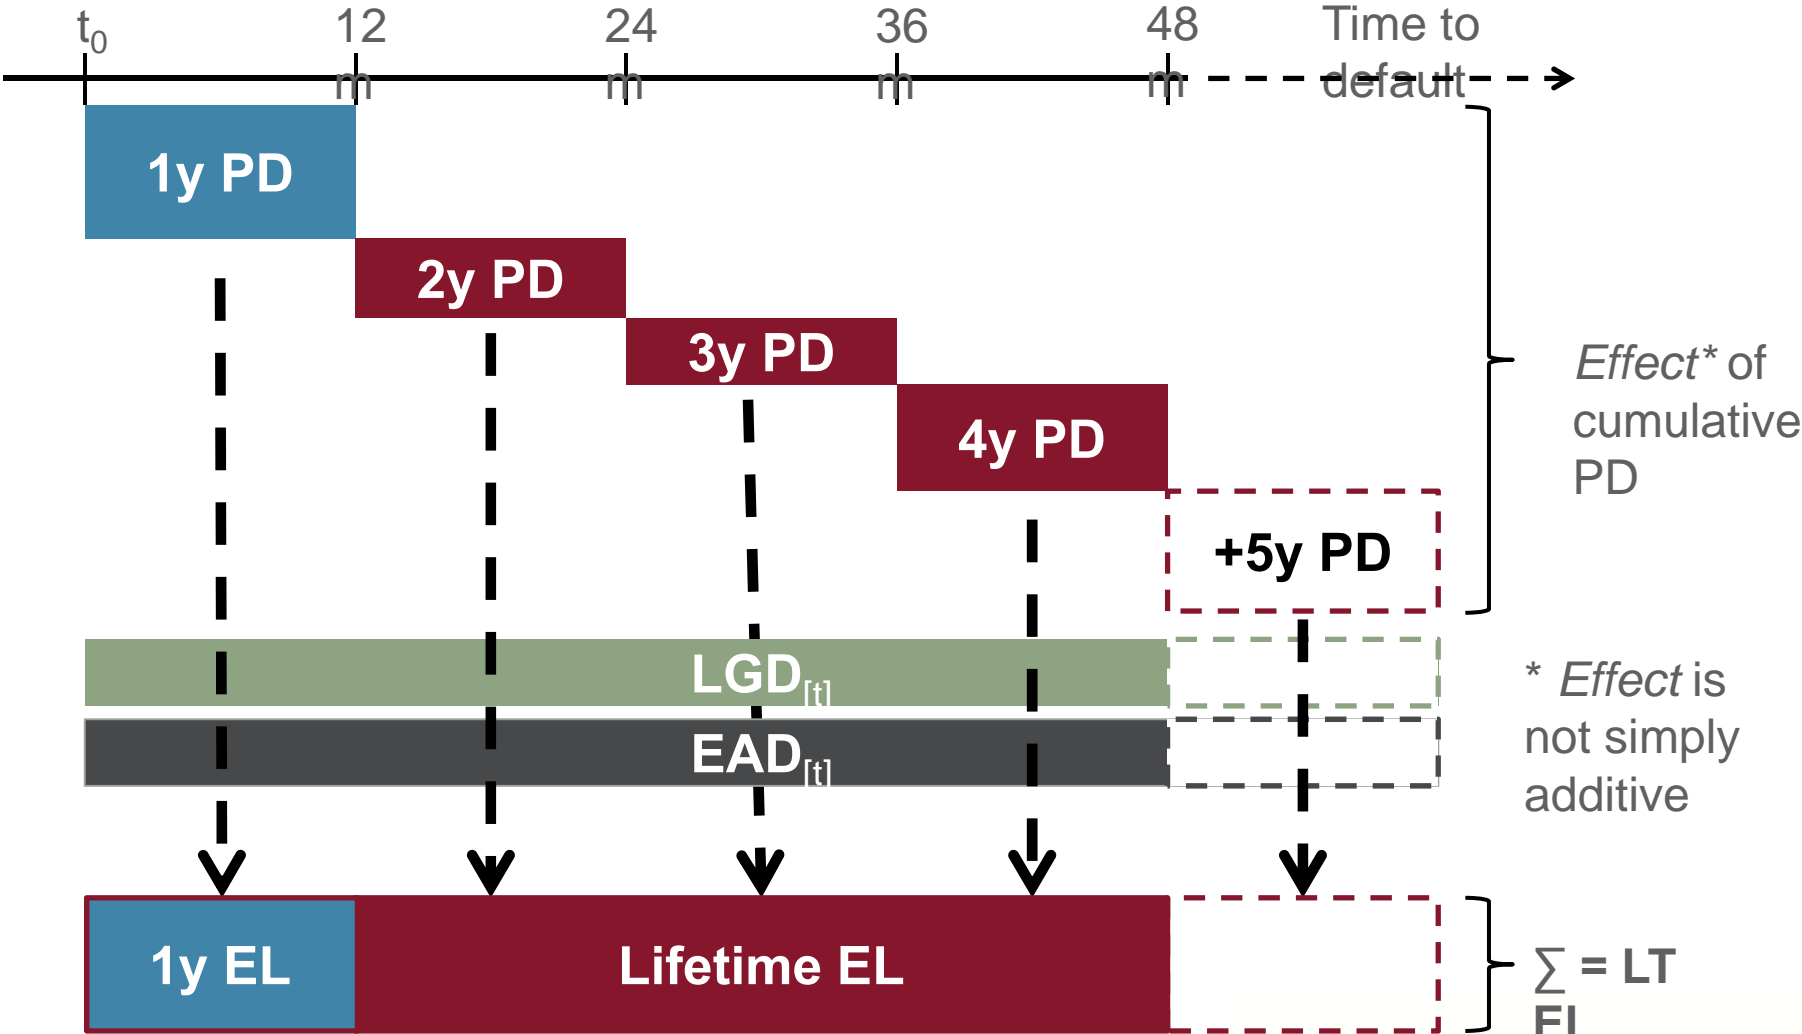 t0 12 24 36 48 Time to
m m m m default
1y PD
2y PD
3y PD
Effect* of
cumulative
PD
4y PD
+5y PD
LGD[t]
EAD[t]
* Effect is
not simply
additive
1y EL
Lifetime EL
∑ = LT
EL